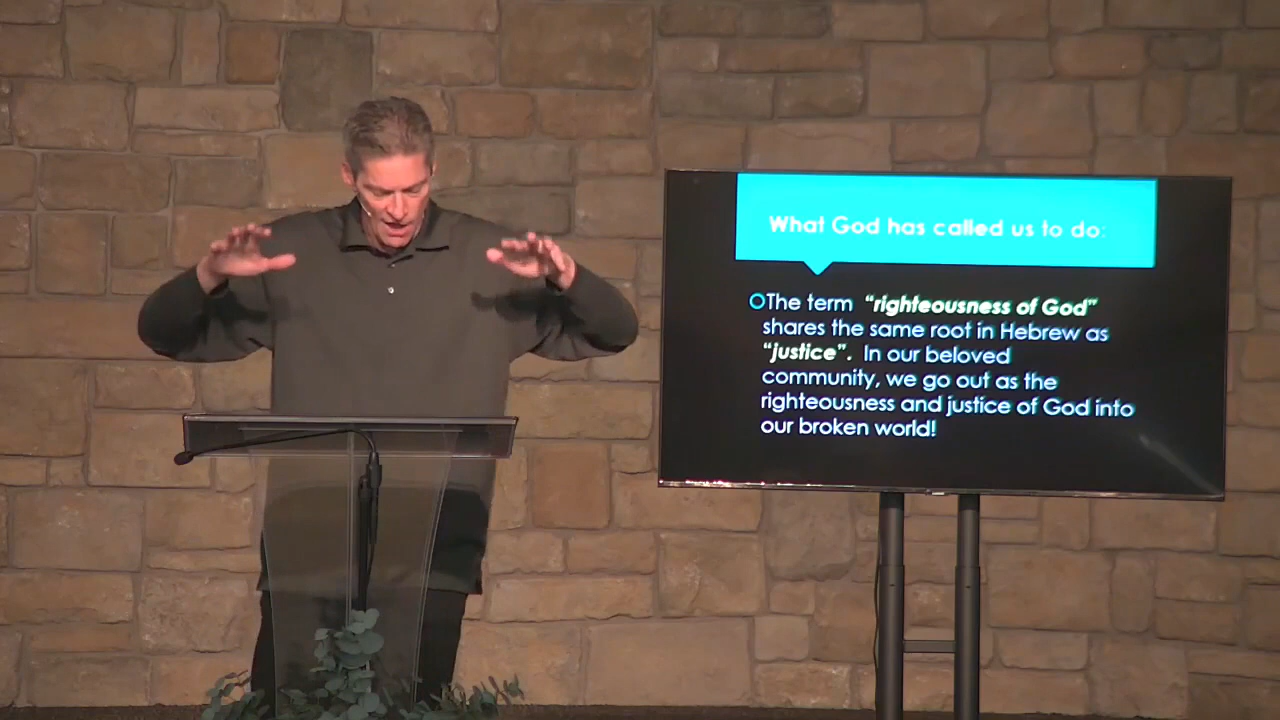 What God has called us to do:
The term “righteousness of God”
shares the same root in Hebrew as
“justice”. In our beloved
community, we go out as the
righteousness and justice of God into
our broken world!